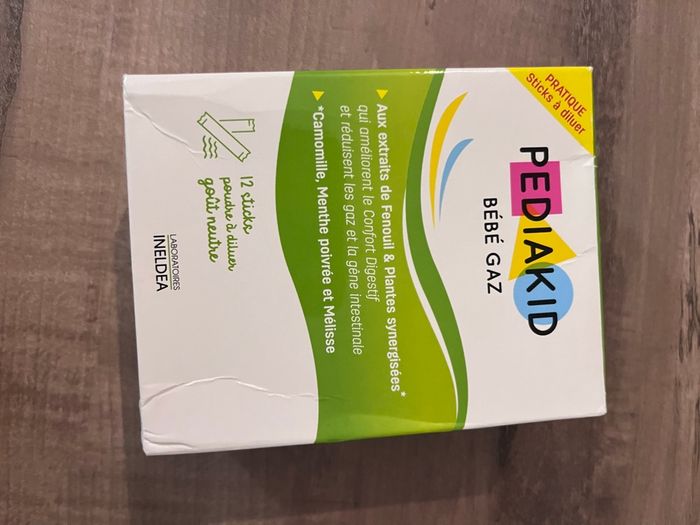 PRATIQUE
Sticks à diluer
PEDIAKID
BÉBÉ GAZ
Aux extraits de Fenouil & Plantes synergisées*
qui améliorent le Confort Digestif
et réduisent les gaz et la gêne intestinale
*Camomille, Menthe poivrée et Mélisse
12 sticks
poudre à diluer
goût neutre
LABORATOIRES
INELDEA